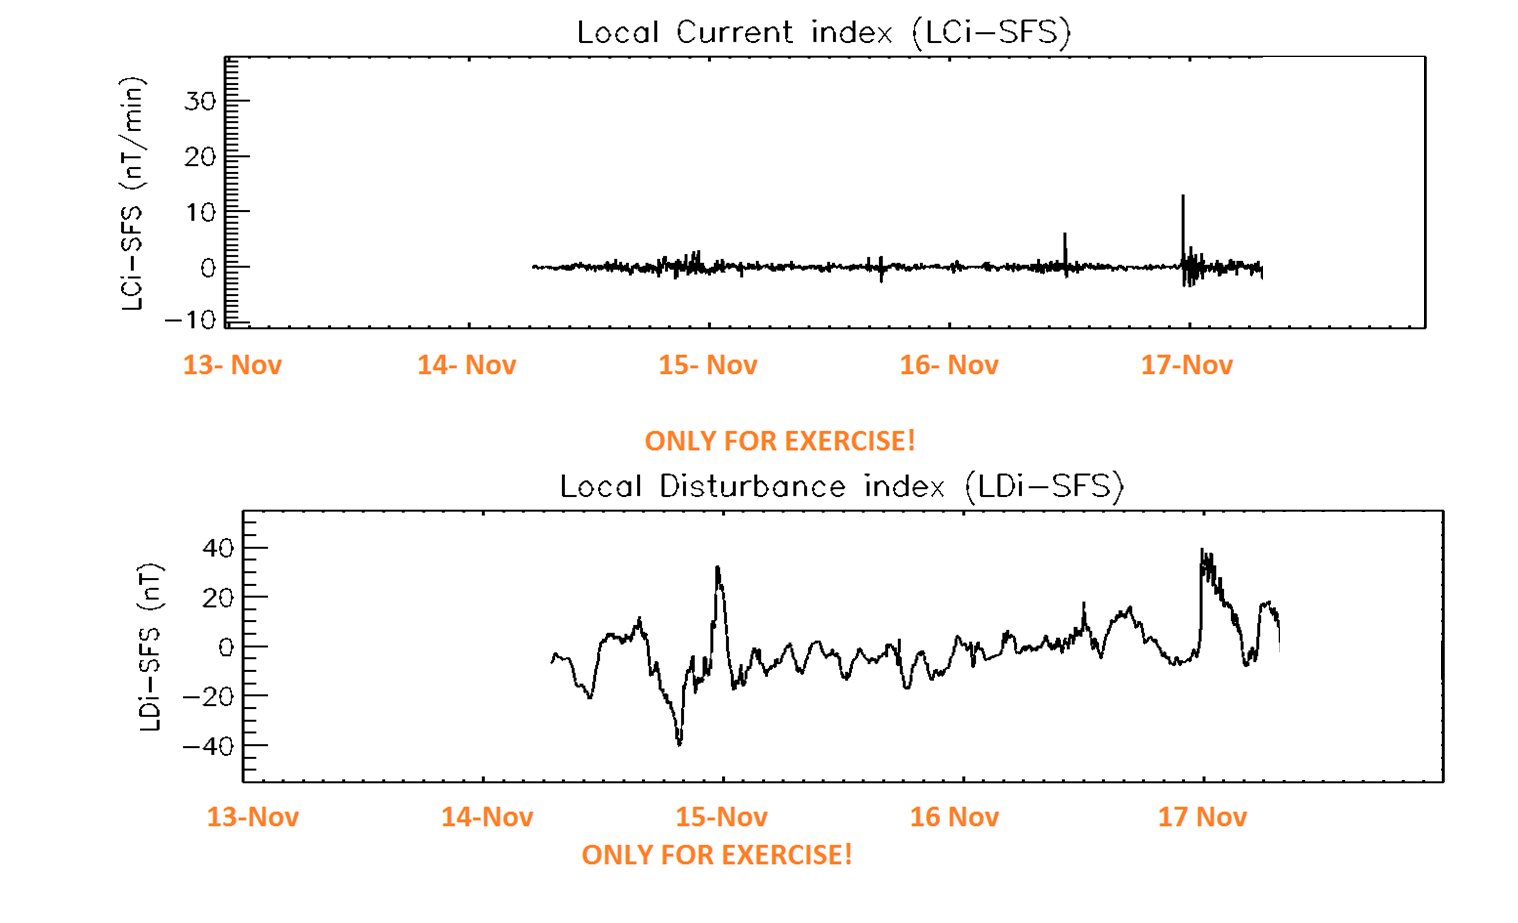 Local Current index (LCi-SFS)
LCi-SFS (nT/min)
30
20
10
0
-10
13- Nov 14- Nov 15- Nov 16- Nov 17-Nov
ONLY FOR EXERCISE!
Local Disturbance index (LDi-SFS)
LDi-SFS (nT)
40
20
0
-20
-40
13-Nov 14-Nov 15-Nov 16 Nov 17 Nov
ONLY FOR EXERCISE!